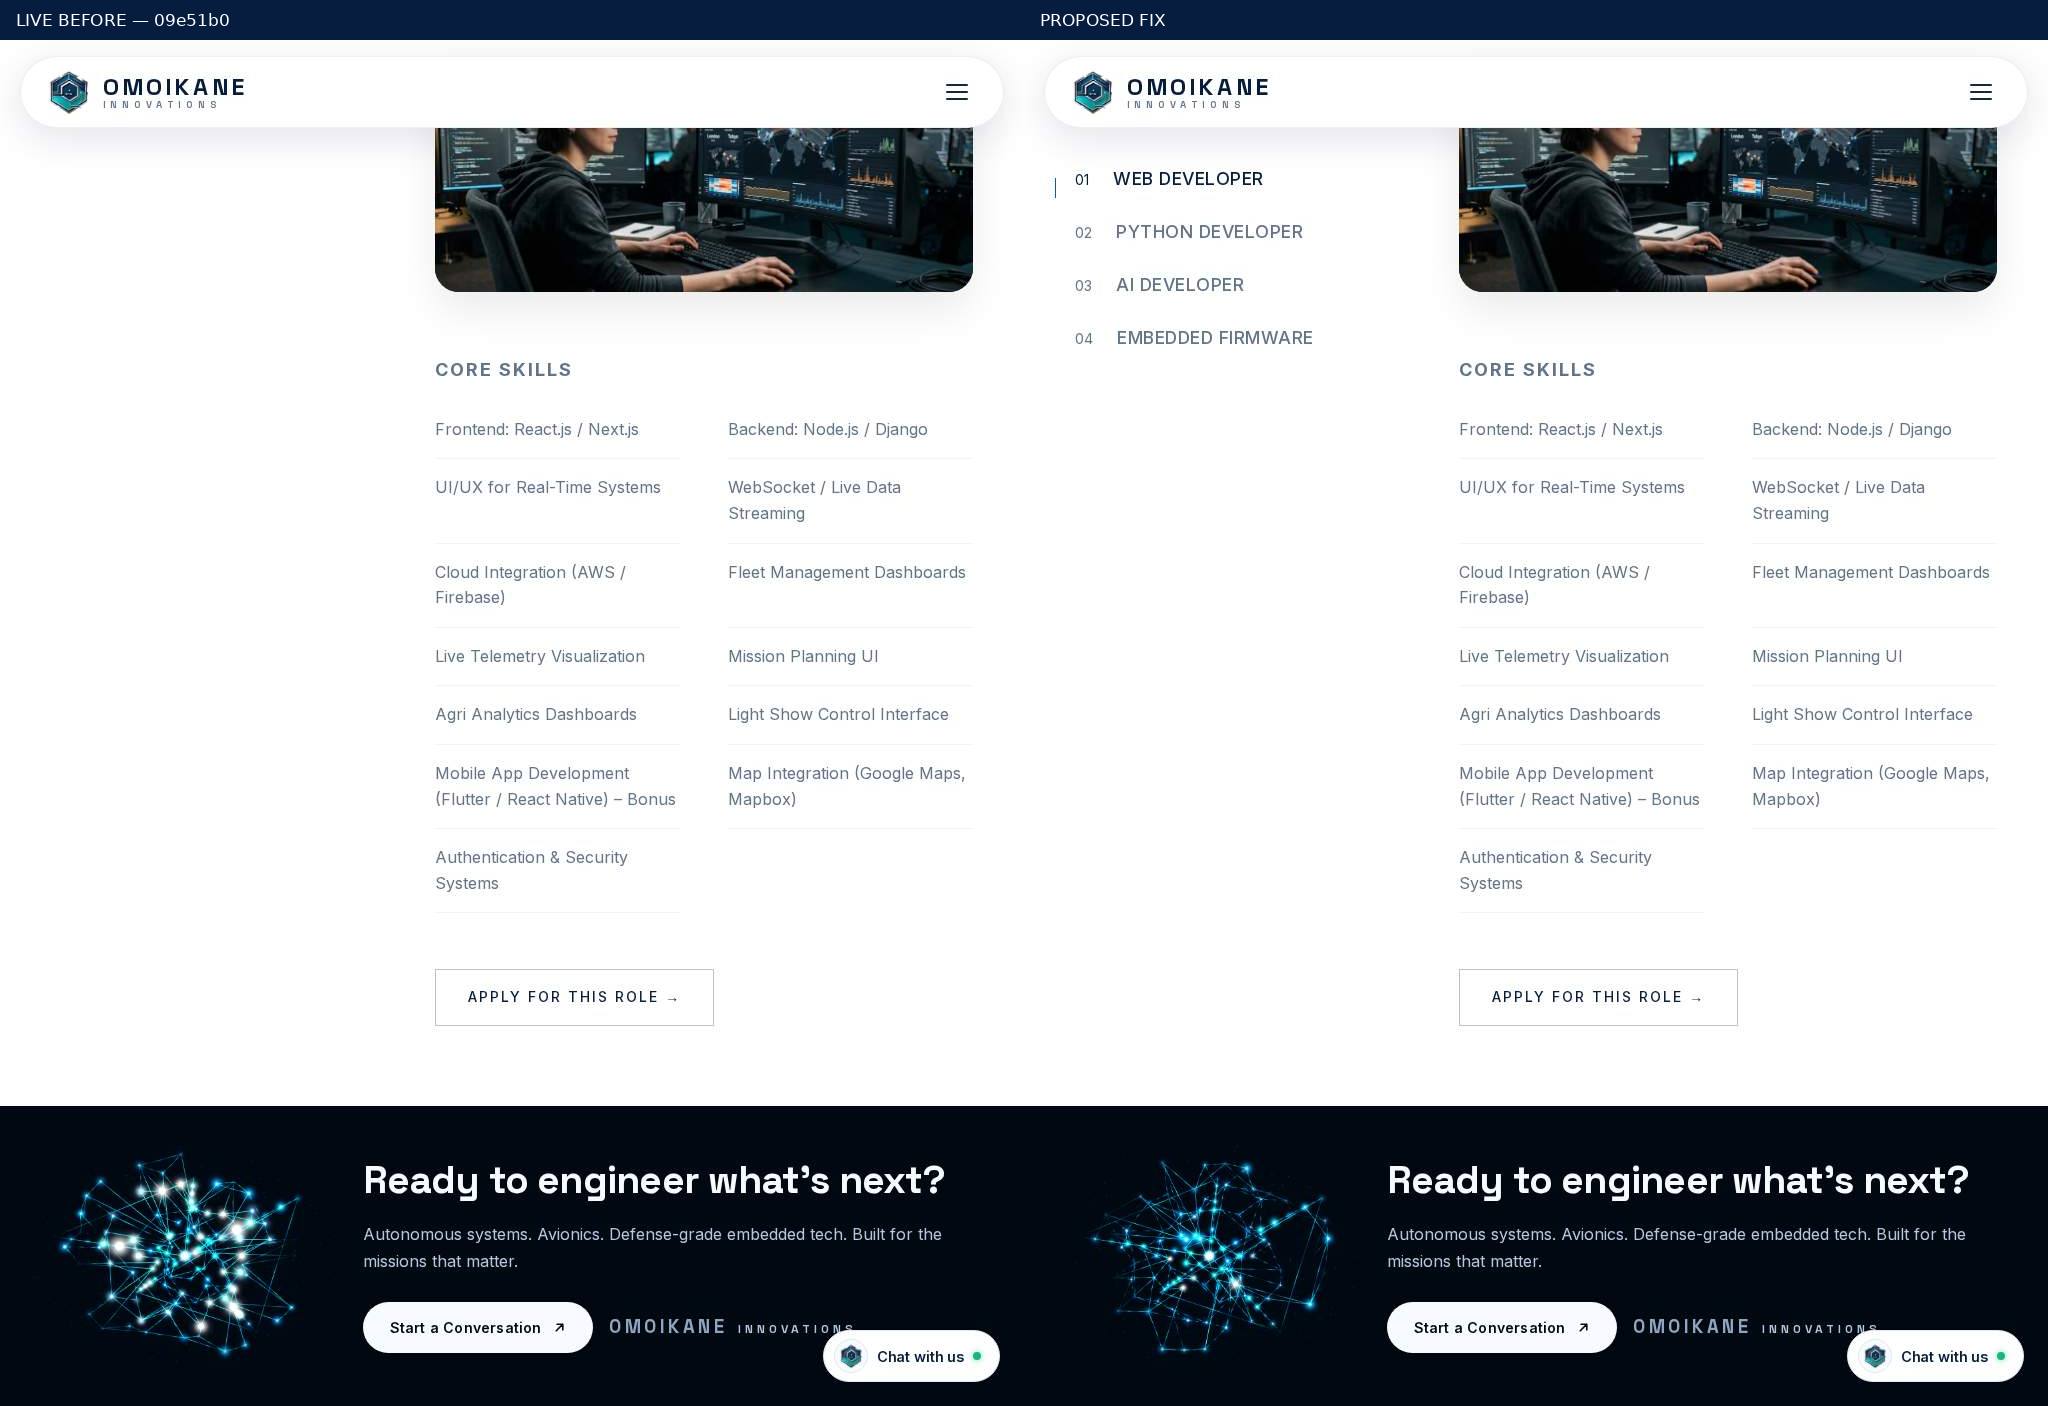 LIVE BEFORE — 09e51b0
OMOIKANE
INNOVATIONS
CORE SKILLS
Frontend: React.js / Next.js
Backend: Node.js / Django
UI/UX for Real-Time Systems
WebSocket / Live Data
Streaming
Cloud Integration (AWS /
Firebase)
Fleet Management Dashboards
Live Telemetry Visualization
Mission Planning UI
Agri Analytics Dashboards
Light Show Control Interface
Mobile App Development
(Flutter / React Native) – Bonus
Map Integration (Google Maps,
Mapbox)
Authentication & Security
Systems
APPLY FOR THIS ROLE →
Ready to engineer what’s next?
Autonomous systems. Avionics. Defense-grade embedded tech. Built for the
missions that matter.
Start a Conversation ↗
OMOIKANE INNOVATIONS
Chat with us
PROPOSED FIX
OMOIKANE
INNOVATIONS
01 WEB DEVELOPER
02 PYTHON DEVELOPER
03 AI DEVELOPER
04 EMBEDDED FIRMWARE
CORE SKILLS
Frontend: React.js / Next.js
Backend: Node.js / Django
UI/UX for Real-Time Systems
WebSocket / Live Data
Streaming
Cloud Integration (AWS /
Firebase)
Fleet Management Dashboards
Live Telemetry Visualization
Mission Planning UI
Agri Analytics Dashboards
Light Show Control Interface
Mobile App Development
(Flutter / React Native) – Bonus
Map Integration (Google Maps,
Mapbox)
Authentication & Security
Systems
APPLY FOR THIS ROLE →
Ready to engineer what’s next?
Autonomous systems. Avionics. Defense-grade embedded tech. Built for the
missions that matter.
Start a Conversation ↗
OMOIKANE INNOVATIONS
Chat with us